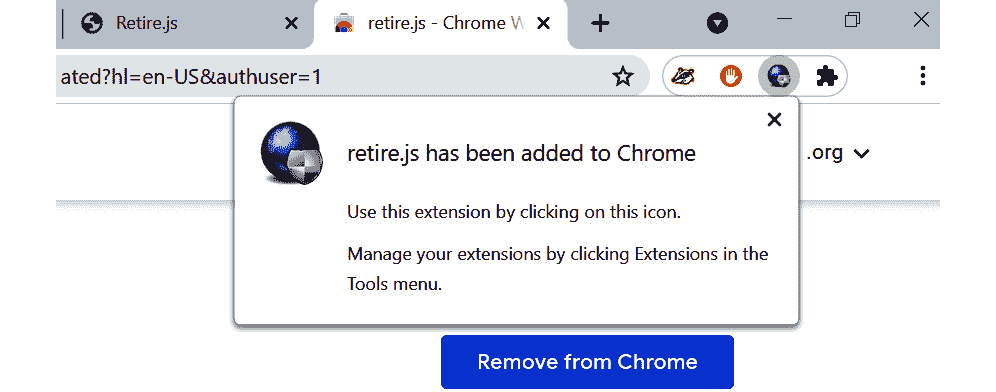 Retire.js
retire.js - Chrome W
ated?hl=en-US&authuser=1
retire.js has been added to Chrome
.org
Use this extension by clicking on this icon.
Manage your extensions by clicking Extensions in the
Tools menu.
Remove from Chrome